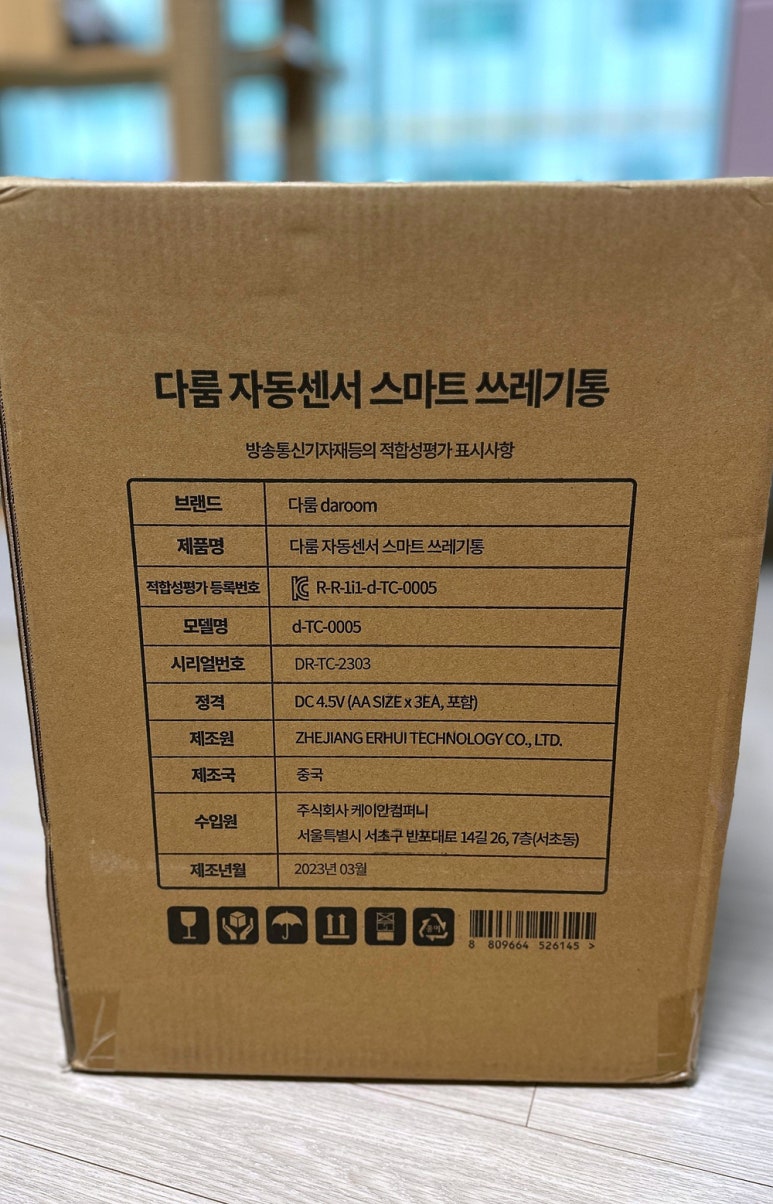 다룸 자동센서 스마트 쓰레기통
방송통신기자재등의 적합성평가 표시사항
브랜드 다룸 daroom
제품명 다룸 자동센서 스마트 쓰레기통
적합성평가 등록번호 R-R-1i1-d-TC-0005
모델명 d-TC-0005
시리얼번호 DR-TC-2303
정격 DC 4.5V (AA SIZE x 3EA, 포함)
제조원 ZHEJIANG ERHUI TECHNOLOGY CO., LTD.
제조국 중국
수입원 주식회사 케이안컴퍼니
서울특별시 서초구 반포대로 14길 26, 7층(서초동)
제조년월 2023년 03월
8 809664 526145 >